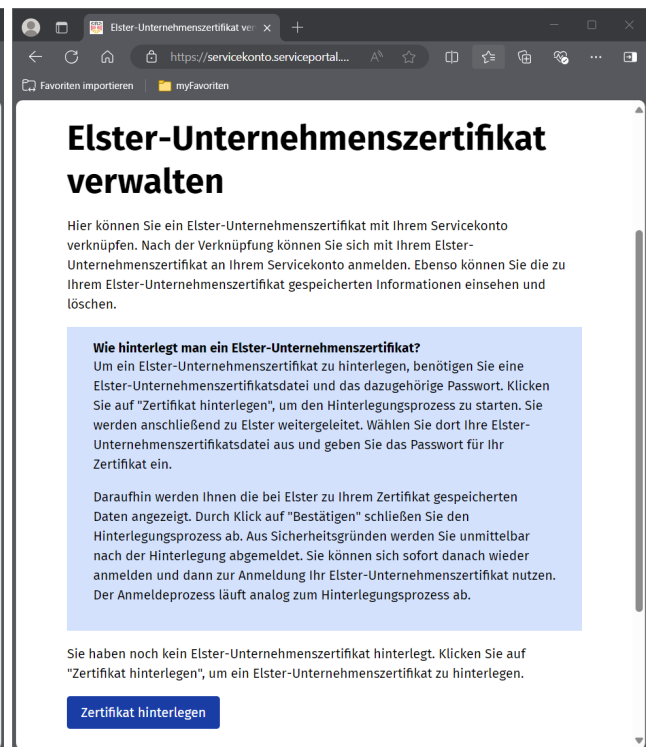 Elster-Unternehmenszertifikat ver
https://servicekonto.serviceportal....
Favoriten importieren
myFavoriten
Elster-Unternehmenszertifikat
verwalten
Hier können Sie ein Elster-Unternehmenszertifikat mit Ihrem Servicekonto
verknüpfen. Nach der Verknüpfung können Sie sich mit Ihrem Elster-
Unternehmenszertifikat an Ihrem Servicekonto anmelden. Ebenso können Sie die zu
Ihrem Elster-Unternehmenszertifikat gespeicherten Informationen einsehen und
löschen.
Wie hinterlegt man ein Elster-Unternehmenszertifikat?
Um ein Elster-Unternehmenszertifikat zu hinterlegen, benötigen Sie eine
Elster-Unternehmenszertifikatsdatei und das dazugehörige Passwort. Klicken
Sie auf "Zertifikat hinterlegen", um den Hinterlegungsprozess zu starten. Sie
werden anschließend zu Elster weitergeleitet. Wählen Sie dort Ihre Elster-
Unternehmenszertifikatsdatei aus und geben Sie das Passwort für Ihr
Zertifikat ein.
Daraufhin werden Ihnen die bei Elster zu Ihrem Zertifikat gespeicherten
Daten angezeigt. Durch Klick auf "Bestätigen" schließen Sie den
Hinterlegungsprozess ab. Aus Sicherheitsgründen werden Sie unmittelbar
nach der Hinterlegung abgemeldet. Sie können sich sofort danach wieder
anmelden und dann zur Anmeldung Ihr Elster-Unternehmenszertifikat nutzen.
Der Anmeldeprozess läuft analog zum Hinterlegungsprozess ab.
Sie haben noch kein Elster-Unternehmenszertifikat hinterlegt. Klicken Sie auf
"Zertifikat hinterlegen", um ein Elster-Unternehmenszertifikat zu hinterlegen.
Zertifikat hinterlegen